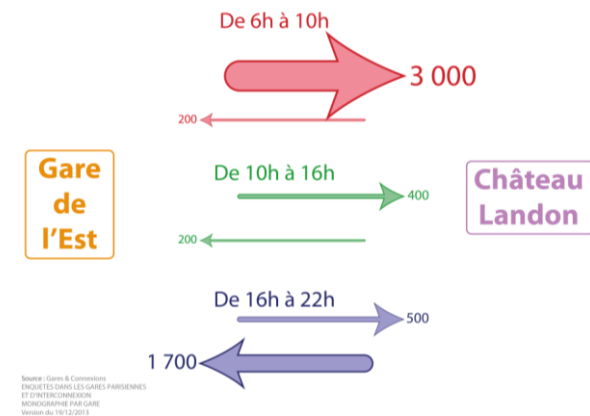 De 6h à 10h
3 000
200
Gare
de
l'Est
De 10h à 16h
400
Château
Landon
200
De 16h à 22h
500
1 700
Source : Gares & Connexions
ENQUETES DANS LES GARES PARISIENNES
ET D'INTERCONNEXION
MONOGRAPHIE PAR GARE
Version du 19/12/2013